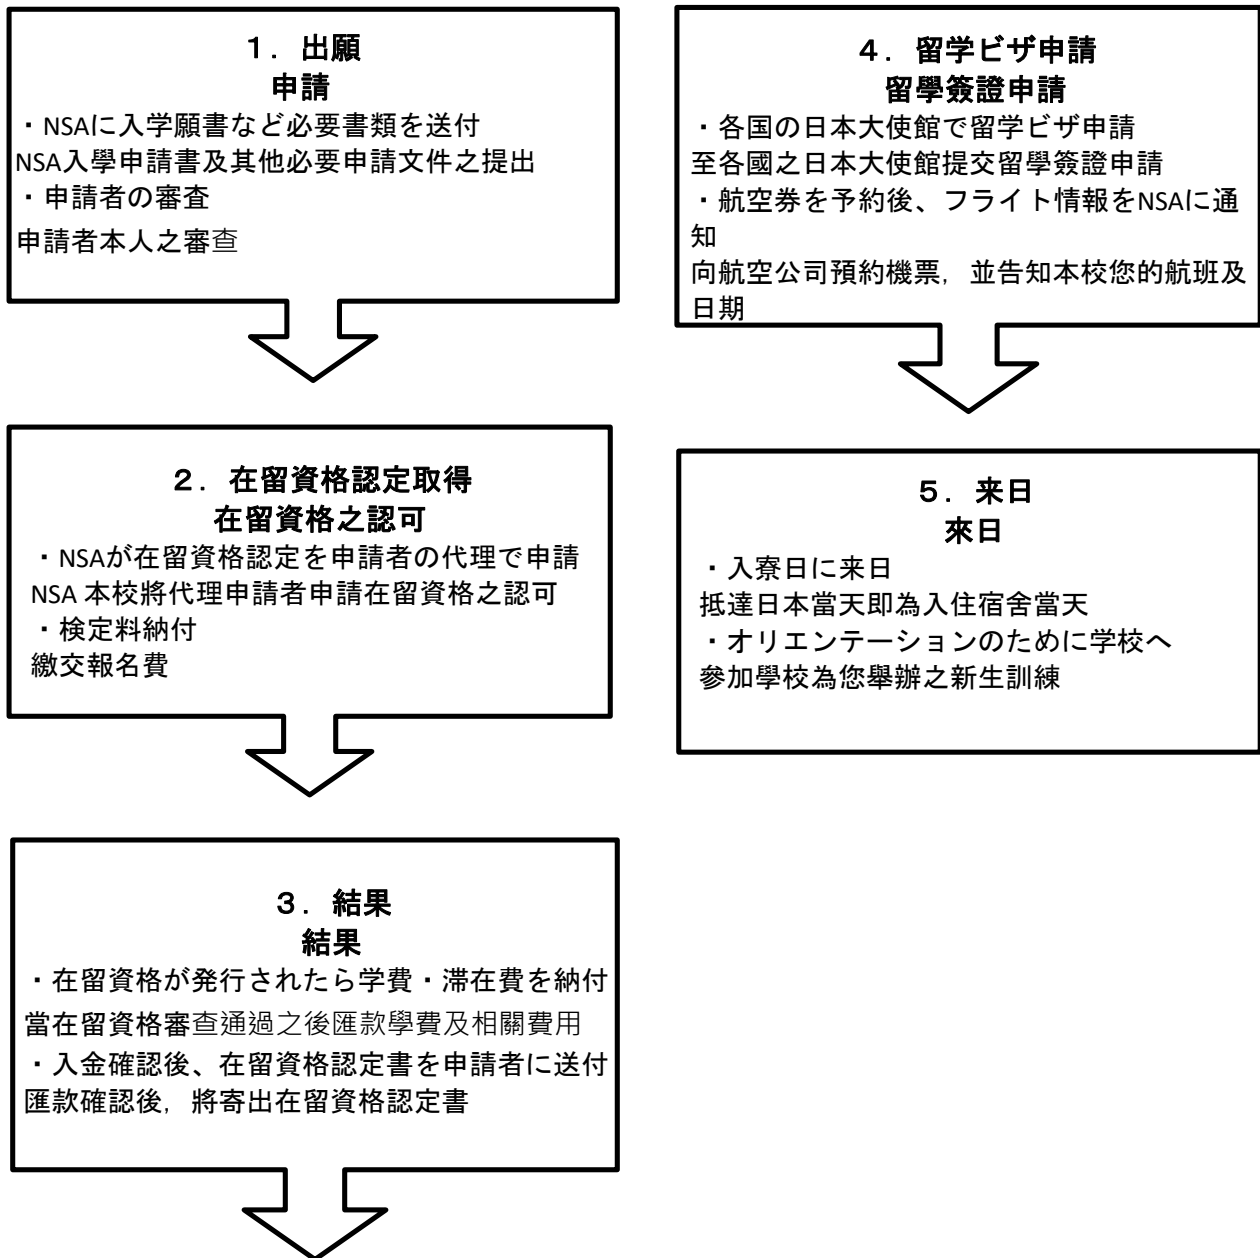 １．出願
申請
・NSAに入学願書など必要書類を送付
NSA入學申請書及其他必要申請文件之提出
・申請者の審査
申請者本人之審查
２．在留資格認定取得
在留資格之認可
・NSAが在留資格認定を申請者の代理で申請
NSA 本校將代理申請者申請在留資格之認可
・検定料納付
繳交報名費
３．結果
結果
・在留資格が発行されたら学費・滞在費を納付
當在留資格審查通過之後匯款學費及相關費用
・入金確認後、在留資格認定書を申請者に送付
匯款確認後，將寄出在留資格認定書
４．留学ビザ申請
留學簽證申請
・各国の日本大使館で留学ビザ申請
至各國之日本大使館提交留學簽證申請
・航空券を予約後、フライト情報をNSAに通
知
向航空公司預約機票，並告知本校您的航班及
日期
５．来日
來日
・入寮日に来日
抵達日本當天即為入住宿舍當天
・オリエンテーションのために学校へ
參加學校為您舉辦之新生訓練